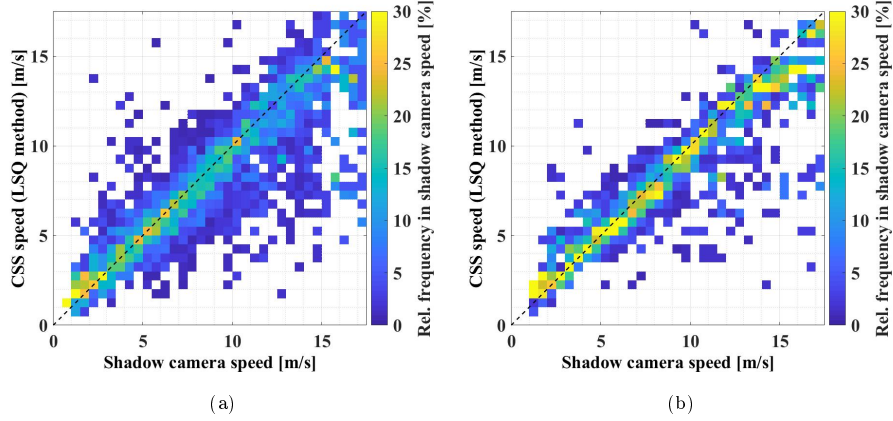 CSS speed (LSQ method) [m/s]
15
10
5
0
0 5 10 15
Shadow camera speed [m/s]
30
25
20
15
10
5
0
Rel. frequency in shadow camera speed [%]
(a)
CSS speed (LSQ method) [m/s]
15
10
5
0
0 5 10 15
Shadow camera speed [m/s]
30
25
20
15
10
5
0
Rel. frequency in shadow camera speed [%]
(b)